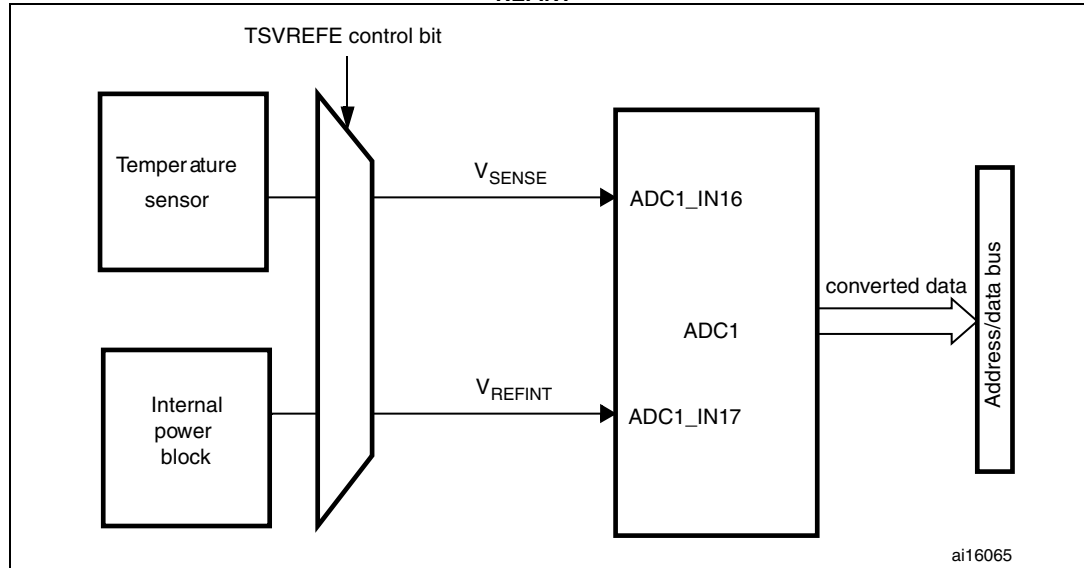 TSVREFE control bit
Temperature
sensor
VSENSE
ADC1_IN16
converted data
Address/data bus
ADC1
VREFINT
ADC1_IN17
Internal
power
block
ai16065